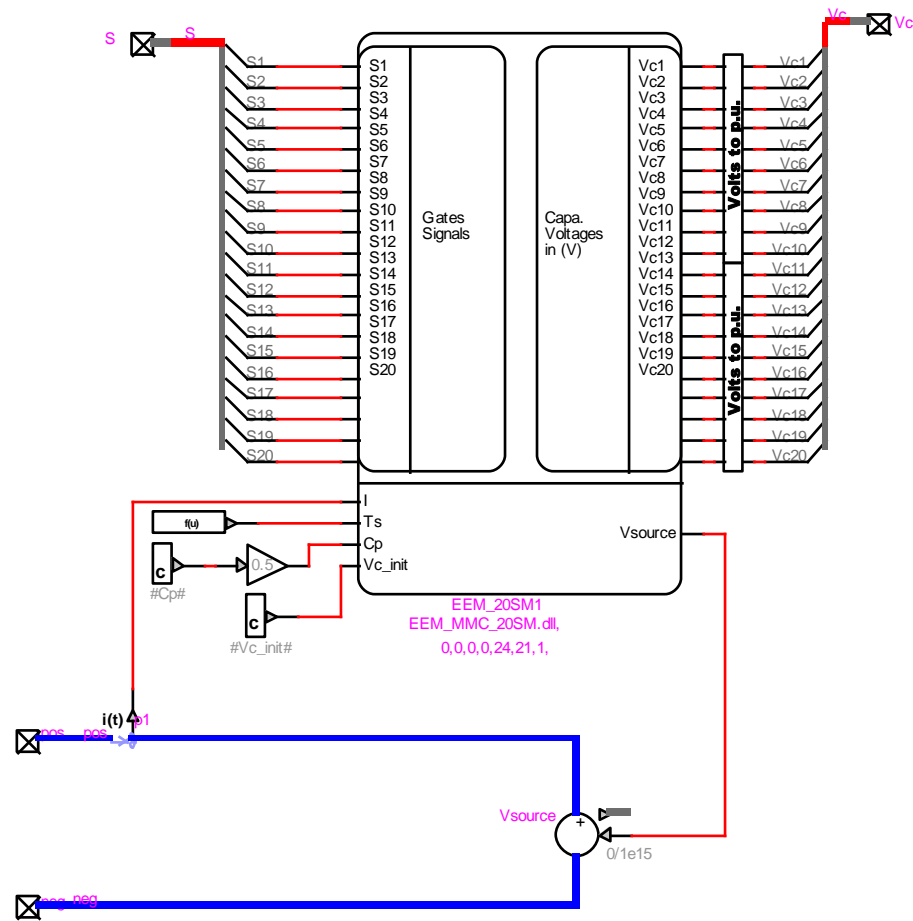 S S Vc Vc
S1 S1 Vc1 Vc1
S2 S2 Vc2 Vc2
S3 S3 Vc3 Vc3
S4 S4 Vc4 Vc4
S5 S5 Vc5 Vc5
S6 S6 Vc6 Vc6
S7 S7 Vc7 Vc7
S8 S8 Vc8 Vc8
S9 S9 Vc9 Vc9
S10 S10 Vc10 Vc10
S11 S11 Vc11 Vc11
S12 S12 Vc12 Vc12
S13 S13 Vc13 Vc13
S14 S14 Vc14 Vc14
S15 S15 Vc15 Vc15
S16 S16 Vc16 Vc16
S17 S17 Vc17 Vc17
S18 S18 Vc18 Vc18
S19 S19 Vc19 Vc19
S20 S20 Vc20 Vc20
Gates
Signals
Capa.
Voltages
in (V)
Volts to p.u.
Volts to p.u.
I
f(u) Ts
Vsource
c 0.5 Cp
#Cp#
c Vc_init
#Vc_init#
EEM_20SM1
EEM_MMC_20SM.dll,
0,0,0,0,24,21,1,
i(t) p1
pos pos
Vsource +
0/1e15
neg neg